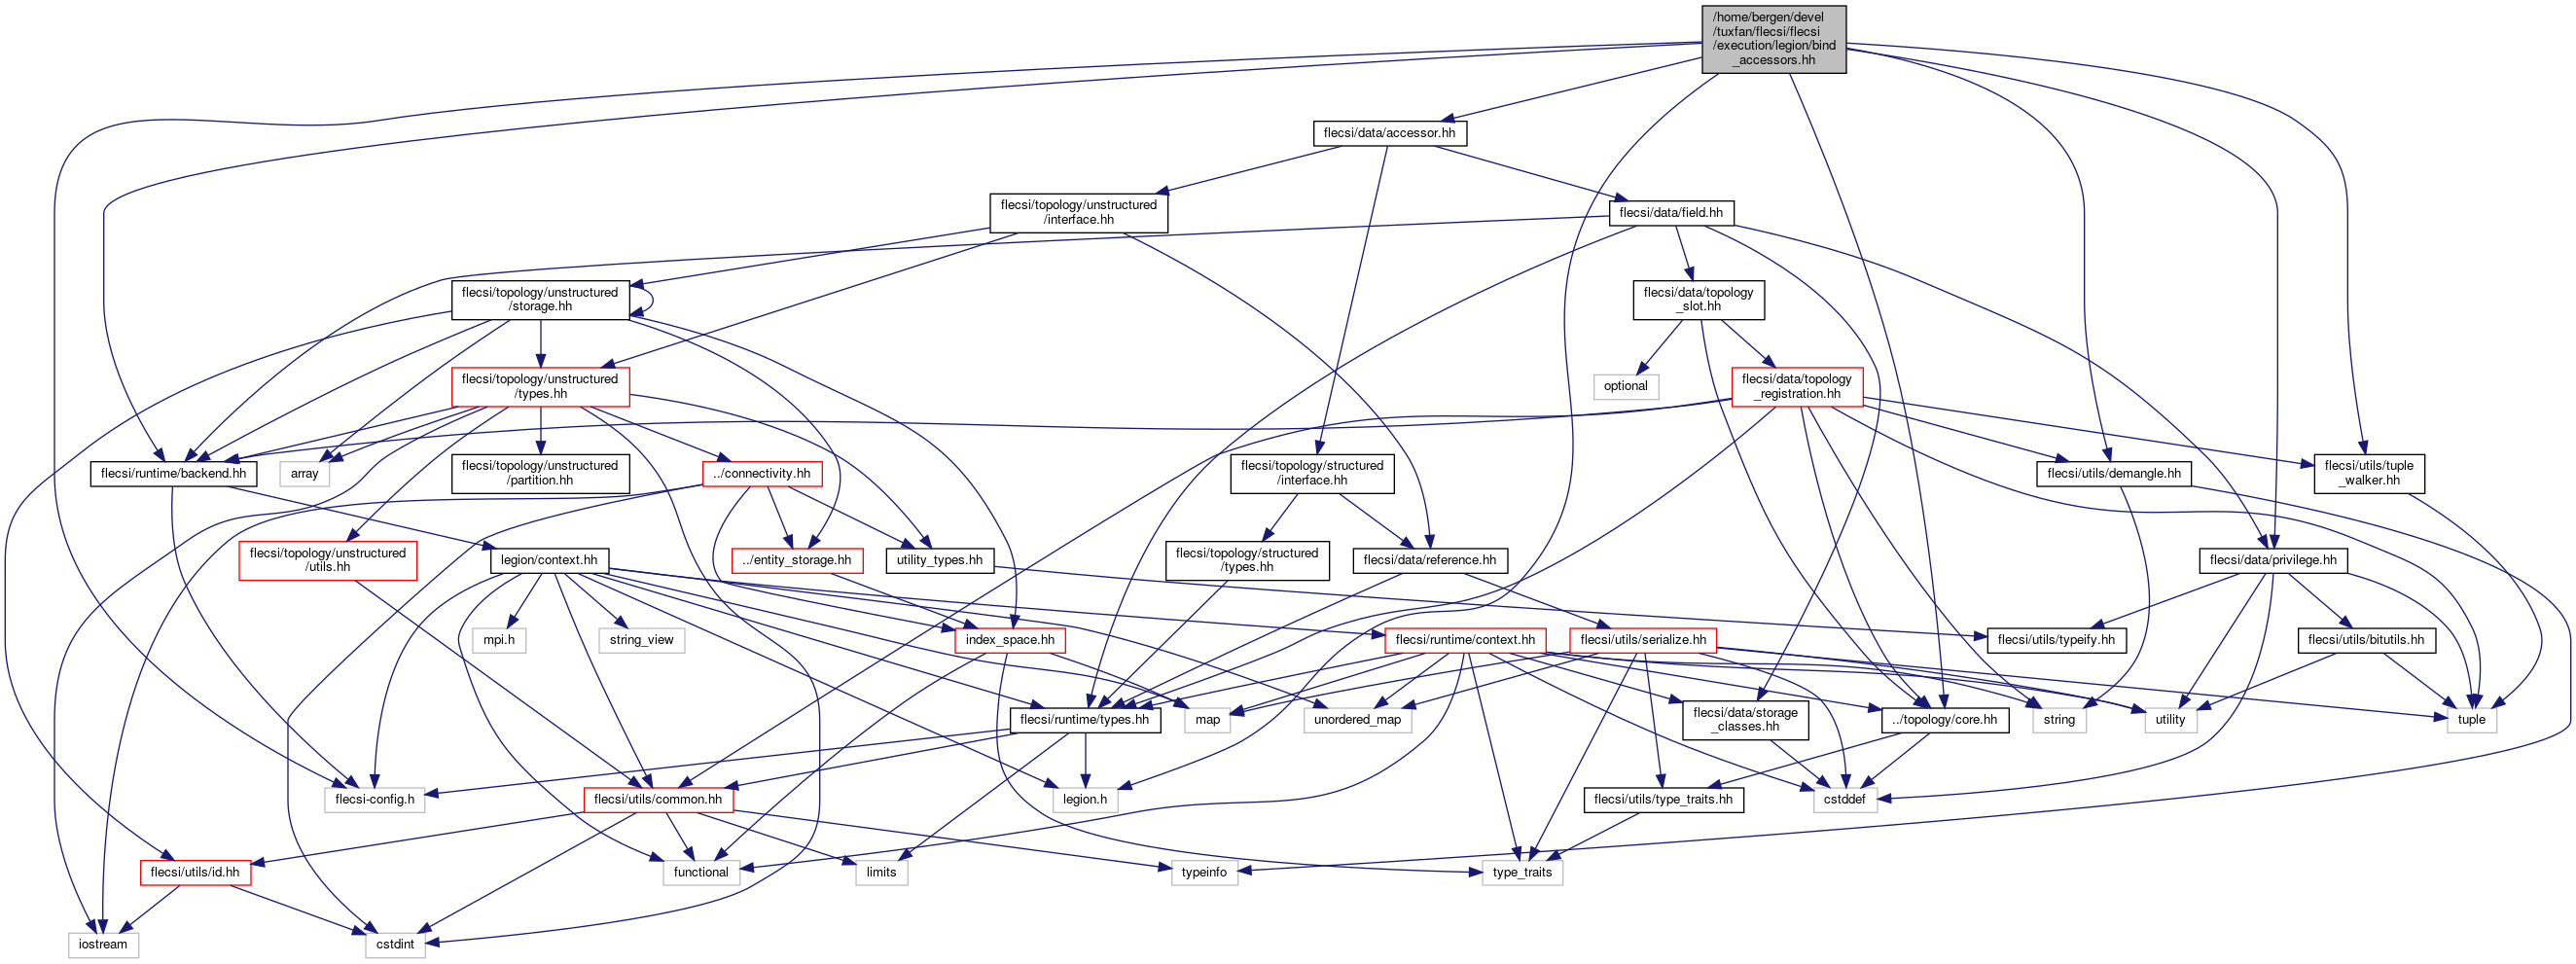 /home/bergen/devel
/tuxfan/flecsi/flecsi
/execution/legion/bind
_accessors.hh
flecsi/data/accessor.hh
flecsi/topology/unstructured
/interface.hh
flecsi/data/field.hh
flecsi/topology/unstructured
/storage.hh
flecsi/data/topology
_slot.hh
flecsi/topology/unstructured
/types.hh
optional
flecsi/data/topology
_registration.hh
flecsi/runtime/backend.hh
array
flecsi/topology/unstructured
/partition.hh
../connectivity.hh
flecsi/topology/structured
/interface.hh
flecsi/utils/demangle.hh
flecsi/utils/tuple
_walker.hh
flecsi/topology/unstructured
/utils.hh
legion/context.hh
../entity_storage.hh
utility_types.hh
flecsi/topology/structured
/types.hh
flecsi/data/reference.hh
flecsi/data/privilege.hh
mpi.h
string_view
index_space.hh
flecsi/runtime/context.hh
flecsi/utils/serialize.hh
flecsi/utils/typeify.hh
flecsi/utils/bitutils.hh
flecsi/runtime/types.hh
map
unordered_map
flecsi/data/storage
_classes.hh
../topology/core.hh
string
utility
tuple
flecsi-config.h
flecsi/utils/common.hh
legion.h
flecsi/utils/type_traits.hh
cstddef
flecsi/utils/id.hh
functional
limits
typeinfo
type_traits
iostream
cstdint